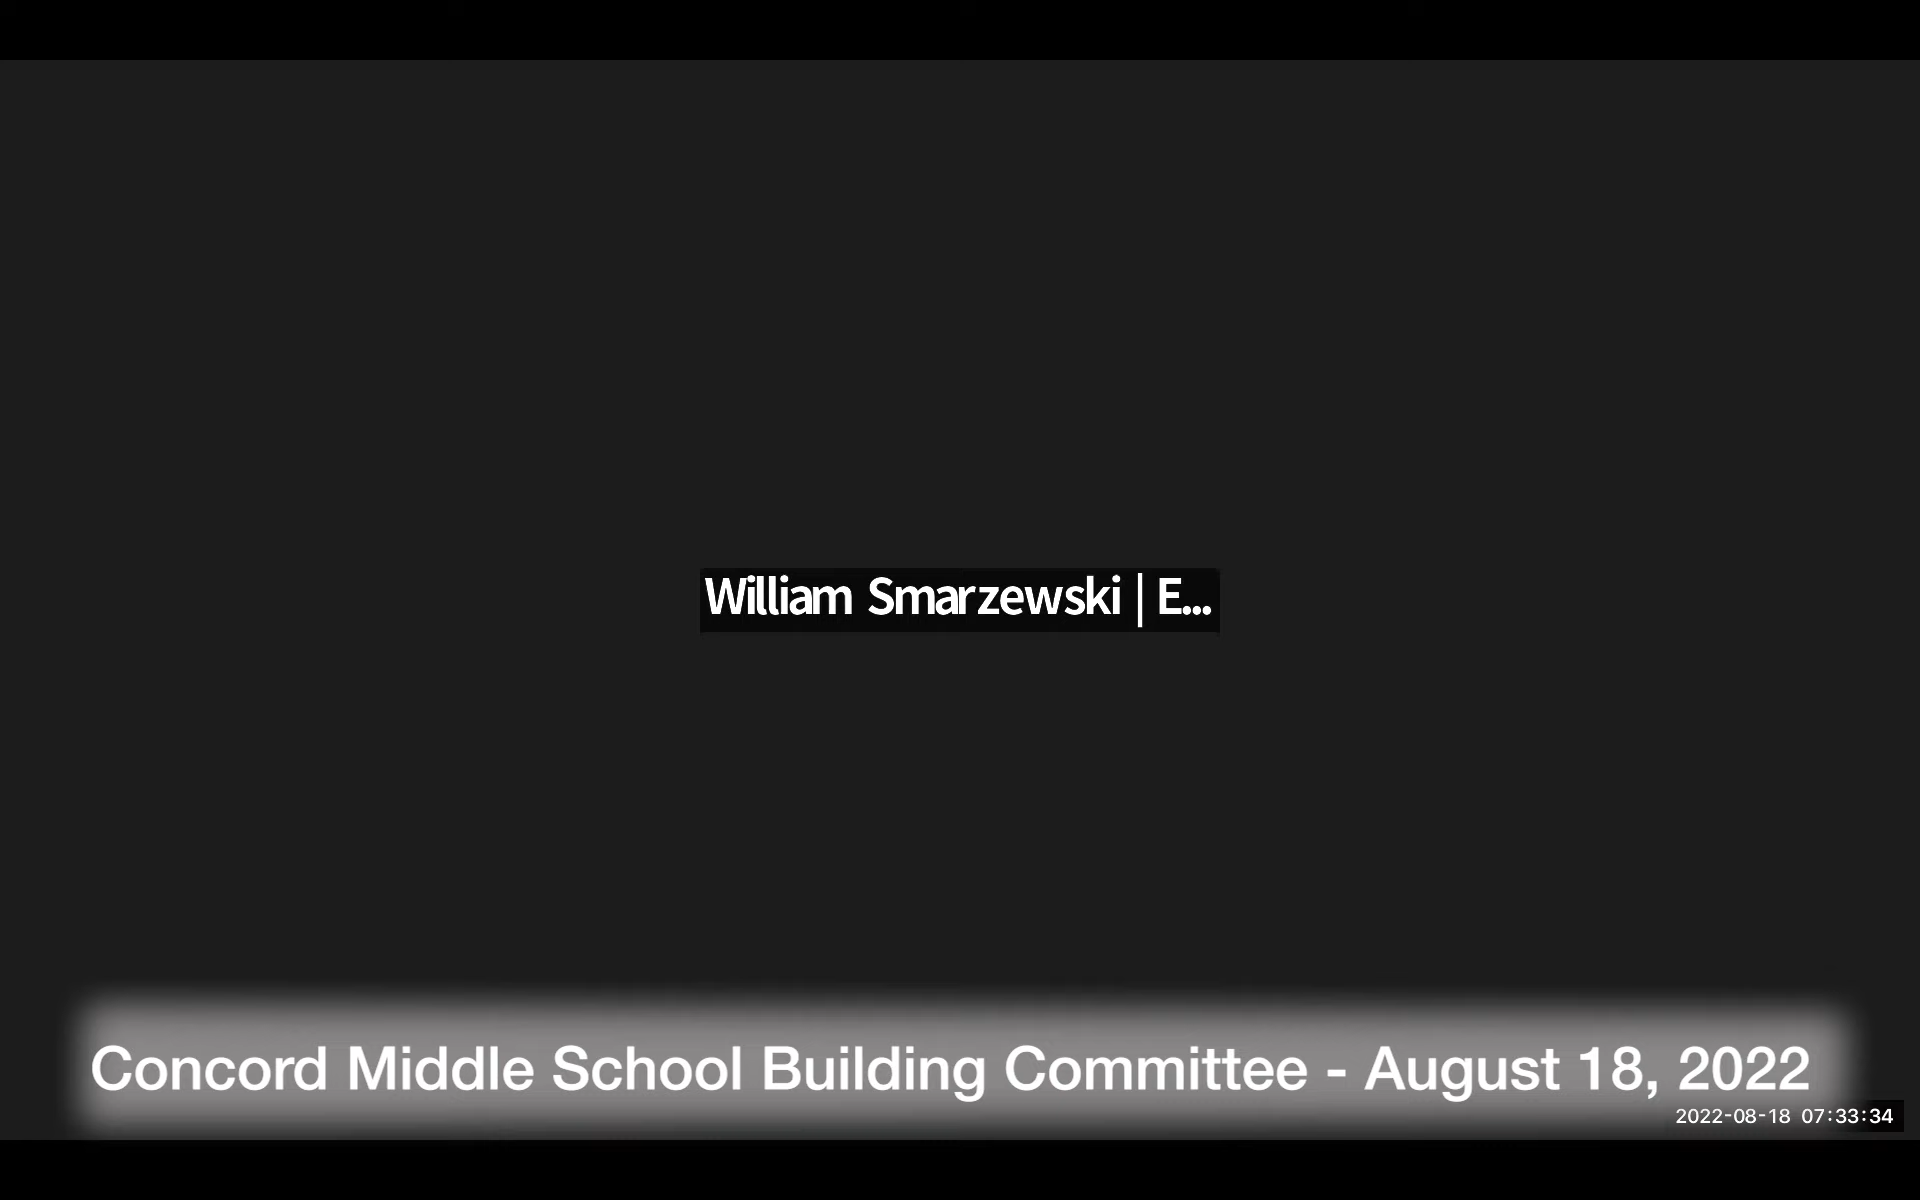 William Smarzewski | E...
Concord Middle School Building Committee - August 18, 2022
2022-08-18 07:33:34